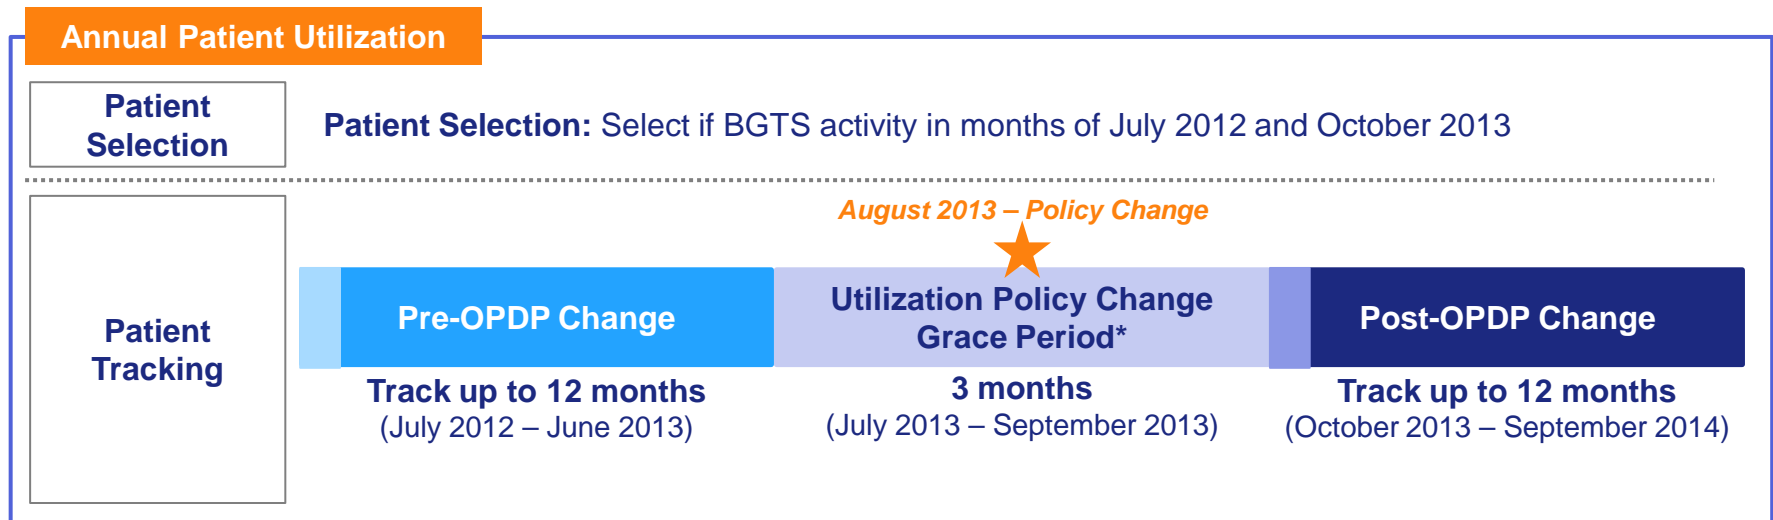 Annual Patient Utilization
Patient
Selection
Patient Selection: Select if BGTS activity in months of July 2012 and October 2013
Patient
Tracking
August 2013 – Policy Change
Pre-OPDP Change
Utilization Policy Change
Grace Period*
Post-OPDP Change
Track up to 12 months
(July 2012 – June 2013)
3 months
(July 2013 – September 2013)
Track up to 12 months
(October 2013 – September 2014)